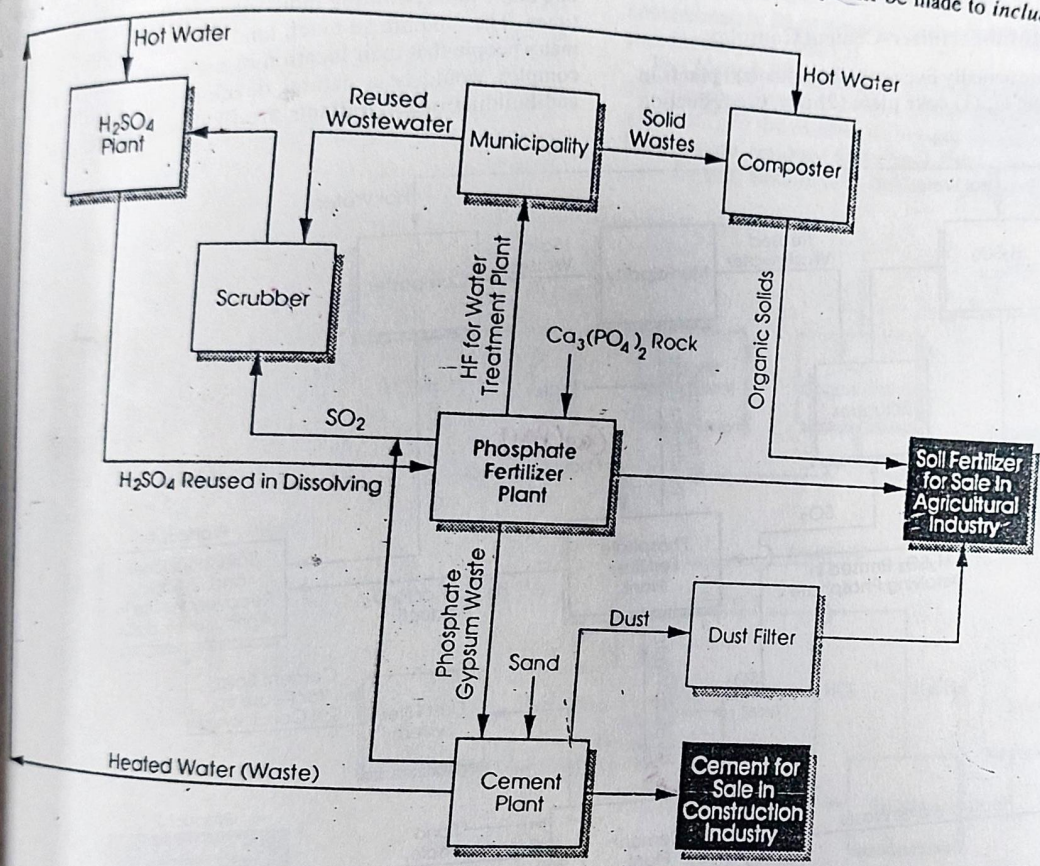 made to inclu
Hot Water
Hot Water
H₂SO₄
Plant
Reused
Wastewater
Municipality
Solid
Wastes
Composter
Scrubber
HF for Water
Treatment Plant
Ca₃(PO₄)₂ Rock
Organic Solids
SO₂
Phosphate
Fertilizer
Plant
H₂SO₄ Reused in Dissolving
Soil Fertilizer
for Sale in
Agricultural
Industry
Phosphate
Gypsum Waste
Sand
Dust
Dust Filter
Heated Water (Waste)
Cement
Plant
Cement for
Sale in
Construction
Industry